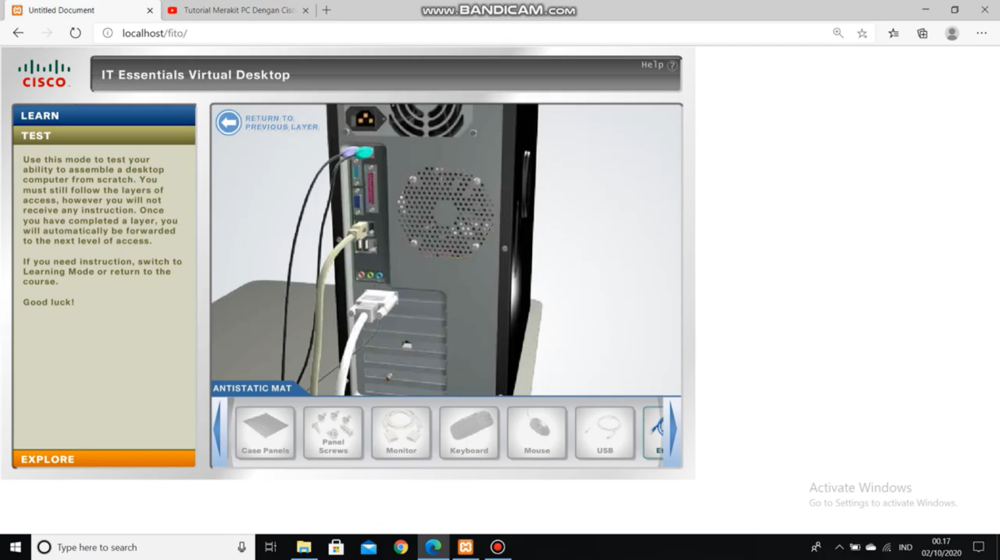 Untitled Document
Tutorial Merakit PC Dengan Cisc
www.BANDICAM.com
localhost/fito/
CISCO
IT Essentials Virtual Desktop
Help ?
LEARN
TEST
Use this mode to test your
ability to assemble a desktop
computer from scratch. You
must still follow the layers of
access, however you will not
receive any instruction. Once
you have completed a layer, you
will automatically be forwarded
to the next level of access.
If you need instruction, switch to
Learning Mode or return to the
course.
Good luck!
EXPLORE
RETURN TO
PREVIOUS LAYER
ANTISTATIC MAT
Case Panels
Panel
Screws
Monitor
Keyboard
Mouse
USB
Activate Windows
Go to Settings to activate Windows.
Type here to search
IND
00.17
02/10/2020